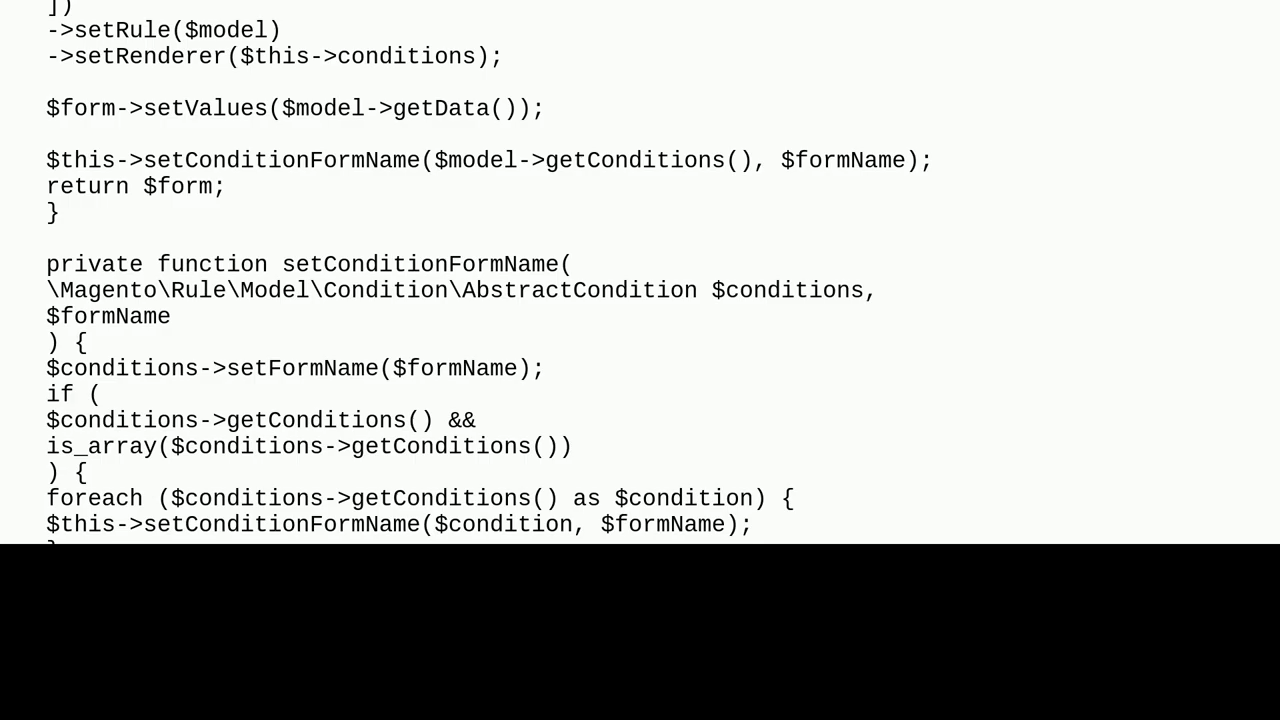 ])
->setRule($model)
->setRenderer($this->conditions);
$form->setValues($model->getData());
$this->setConditionFormName($model->getConditions(), $formName);
return $form;
}
private function setConditionFormName(
\Magento\Rule\Model\Condition\AbstractCondition $conditions,
$formName
) {
$conditions->setFormName($formName);
if (
$conditions->getConditions() &&
is_array($conditions->getConditions())
) {
foreach ($conditions->getConditions() as $condition) {
$this->setConditionFormName($condition, $formName);